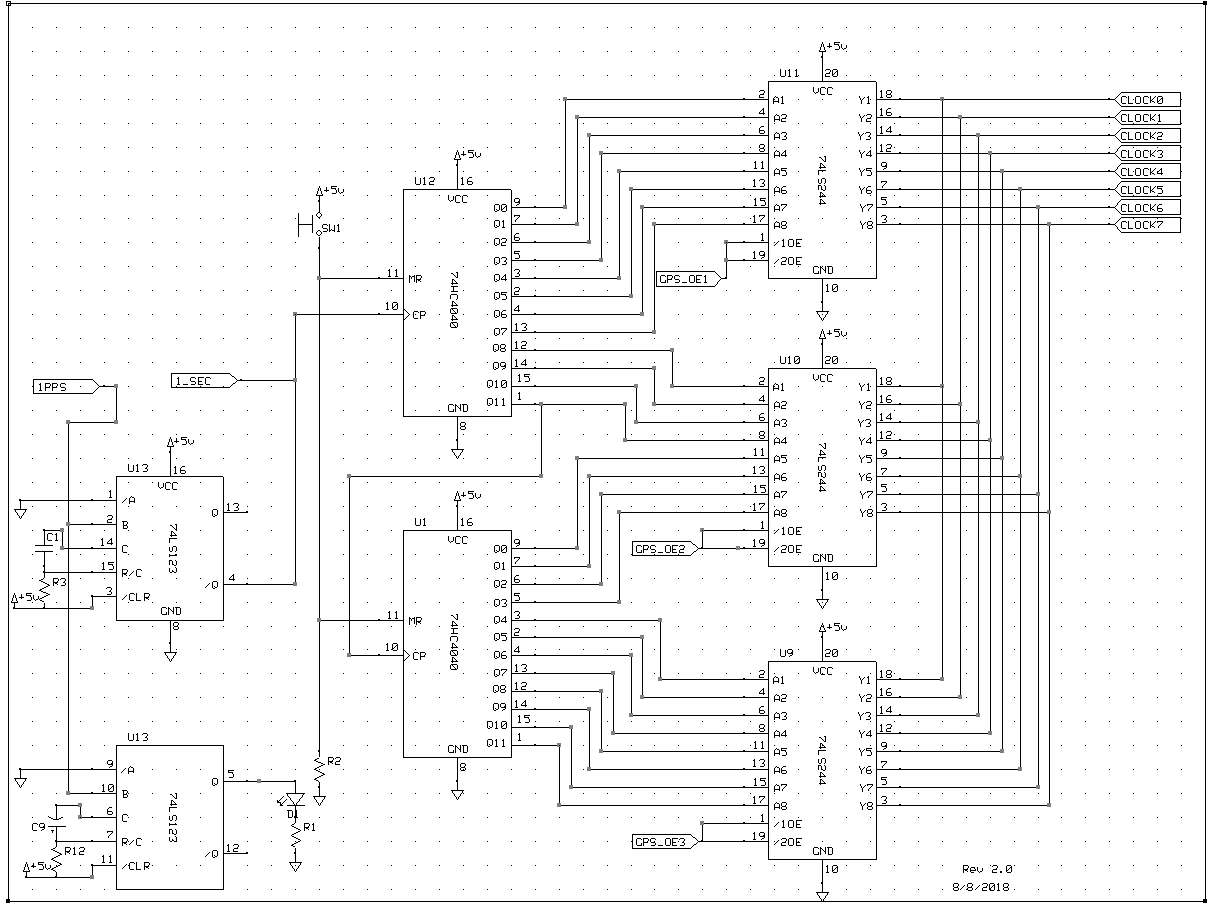 +5v
U11
20
VCC
2 A1 Y1 18 CLOCK0
4 A2 Y2 16 CLOCK1
6 A3 Y3 14 CLOCK2
8 A4 Y4 12 CLOCK3
11 A5 Y5 9 CLOCK4
13 A6 Y6 7 CLOCK5
15 A7 Y7 5 CLOCK6
17 A8 Y8 3 CLOCK7
1 /1OE
19 /2OE
74LS244
GND
10
GPS_OE1
+5v
U12
16
VCC
+5v
SW1
Q0 9
Q1 7
Q2 6
Q3 5
11 MR Q4 3
Q5 2
10 CP Q6 4
Q7 13
Q8 12
Q9 14
Q10 15
Q11 1
74HC4040
GND
8
+5v
U10
20
VCC
2 A1 Y1 18
4 A2 Y2 16
6 A3 Y3 14
8 A4 Y4 12
11 A5 Y5 9
13 A6 Y6 7
15 A7 Y7 5
17 A8 Y8 3
1 /1OE
19 /2OE
74LS244
GND
10
GPS_OE2
1PPS
1_SEC
+5v
U13
16
VCC
1 /A
Q 13
2 B
14 C
15 R/C
/Q 4
3 /CLR
74LS123
GND
8
C1
R3
+5v
+5v
U1
16
VCC
Q0 9
Q1 7
Q2 6
Q3 5
11 MR Q4 3
Q5 2
10 CP Q6 4
Q7 13
Q8 12
Q9 14
Q10 15
Q11 1
74HC4040
GND
8
+5v
U9
20
VCC
2 A1 Y1 18
4 A2 Y2 16
6 A3 Y3 14
8 A4 Y4 12
11 A5 Y5 9
13 A6 Y6 7
15 A7 Y7 5
17 A8 Y8 3
1 /1OE
19 /2OE
74LS244
GND
10
GPS_OE3
U13
9 /A
Q 5
10 B
6 C
7 R/C
/Q 12
11 /CLR
74LS123
C9
R12
+5v
R2
R1
Rev 2.0
8/8/2018